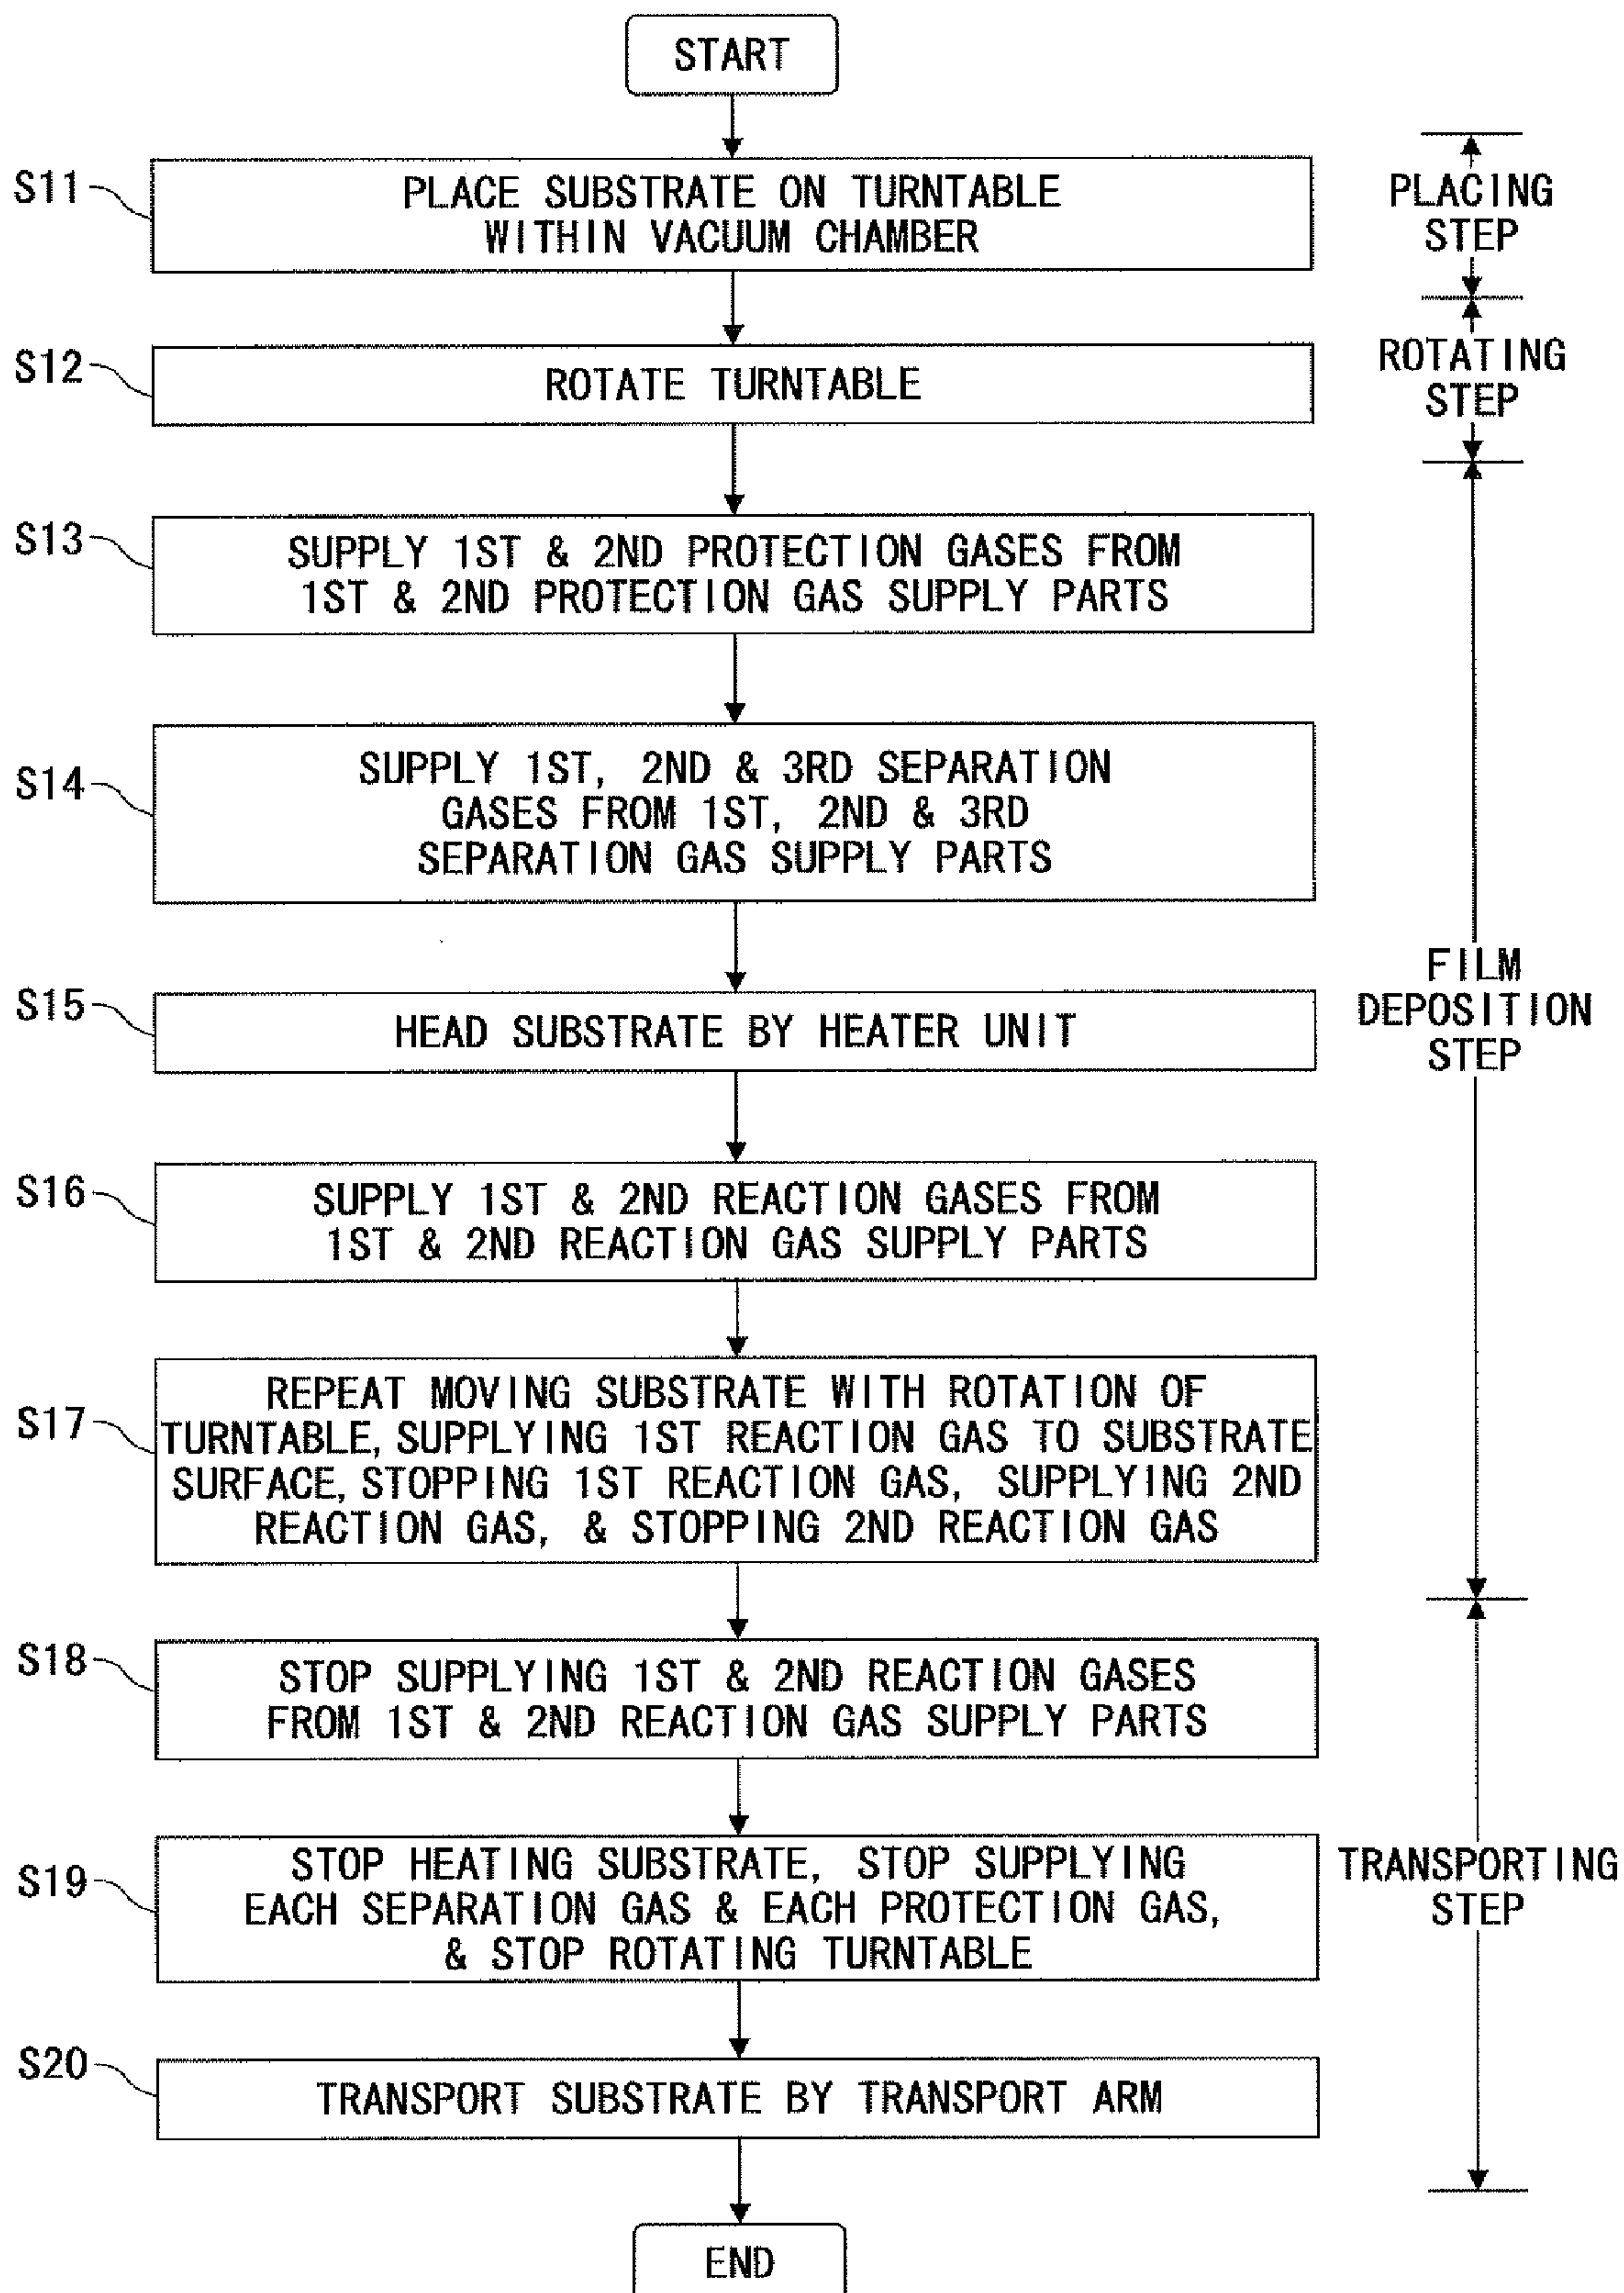 START
S11
PLACE SUBSTRATE ON TURNTABLE
WITHIN VACUUM CHAMBER
PLACING
STEP
S12
ROTATE TURNTABLE
ROTATING
STEP
S13
SUPPLY 1ST & 2ND PROTECTION GASES FROM
1ST & 2ND PROTECTION GAS SUPPLY PARTS
S14
SUPPLY 1ST, 2ND & 3RD SEPARATION
GASES FROM 1ST, 2ND & 3RD
SEPARATION GAS SUPPLY PARTS
FILM
DEPOSITION
STEP
S15
HEAD SUBSTRATE BY HEATER UNIT
S16
SUPPLY 1ST & 2ND REACTION GASES FROM
1ST & 2ND REACTION GAS SUPPLY PARTS
S17
REPEAT MOVING SUBSTRATE WITH ROTATION OF
TURNTABLE, SUPPLYING 1ST REACTION GAS TO SUBSTRATE
SURFACE, STOPPING 1ST REACTION GAS, SUPPLYING 2ND
REACTION GAS, & STOPPING 2ND REACTION GAS
S18
STOP SUPPLYING 1ST & 2ND REACTION GASES
FROM 1ST & 2ND REACTION GAS SUPPLY PARTS
S19
STOP HEATING SUBSTRATE, STOP SUPPLYING
EACH SEPARATION GAS & EACH PROTECTION GAS,
& STOP ROTATING TURNTABLE
TRANSPORTING
STEP
S20
TRANSPORT SUBSTRATE BY TRANSPORT ARM
END